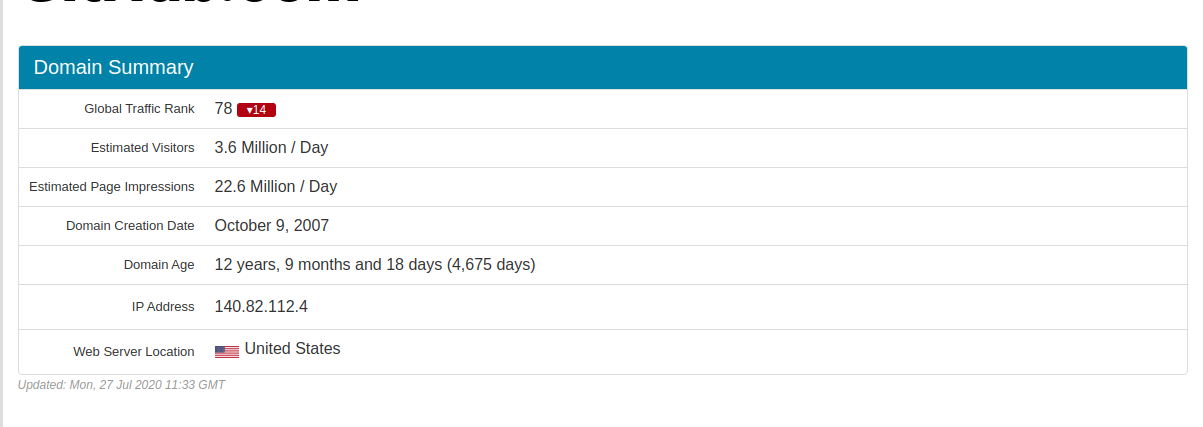 GitHub.com
Domain Summary
Global Traffic Rank 78 ▾14
Estimated Visitors 3.6 Million / Day
Estimated Page Impressions 22.6 Million / Day
Domain Creation Date October 9, 2007
Domain Age 12 years, 9 months and 18 days (4,675 days)
IP Address 140.82.112.4
Web Server Location United States
Updated: Mon, 27 Jul 2020 11:33 GMT